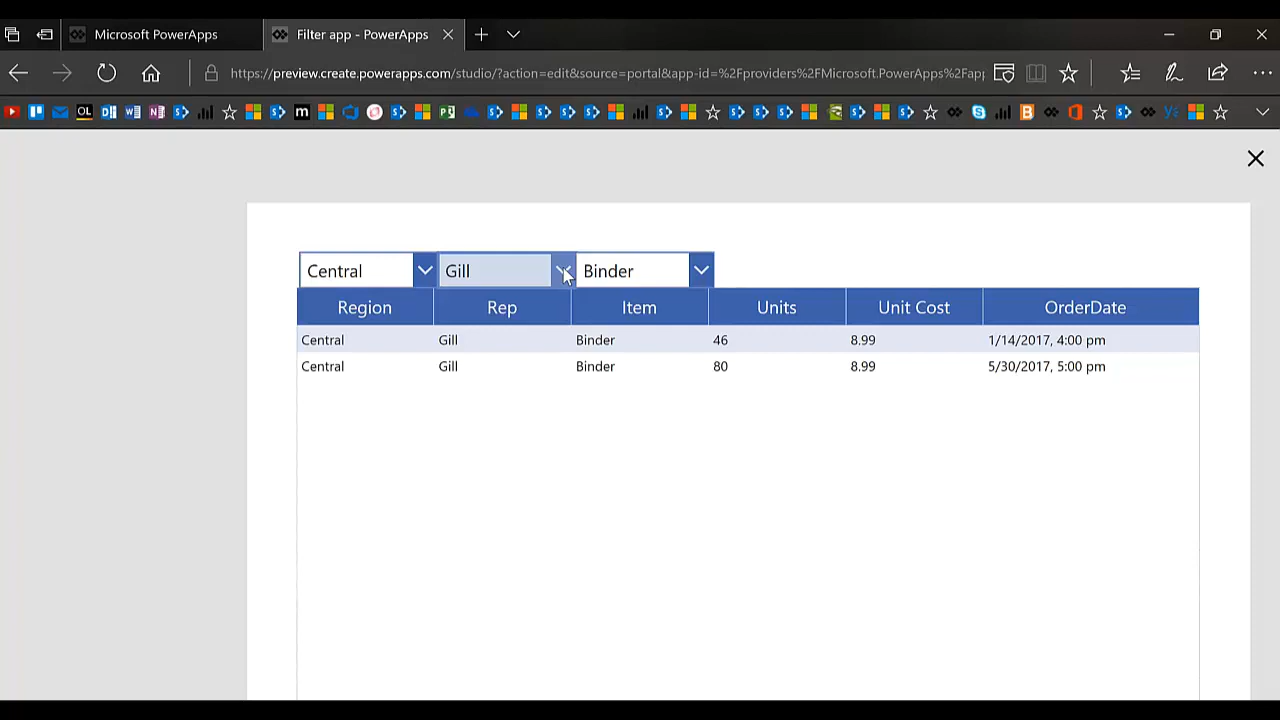 Microsoft PowerApps
Filter app - PowerApps
https://preview.create.powerapps.com/studio/?action=edit&source=portal&app-id=%2Fproviders%2FMicrosoft.PowerApps%2Fapp
OL
m
B
Central Gill Binder
Region Rep Item Units Unit Cost OrderDate
Central Gill Binder 46 8.99 1/14/2017, 4:00 pm
Central Gill Binder 80 8.99 5/30/2017, 5:00 pm